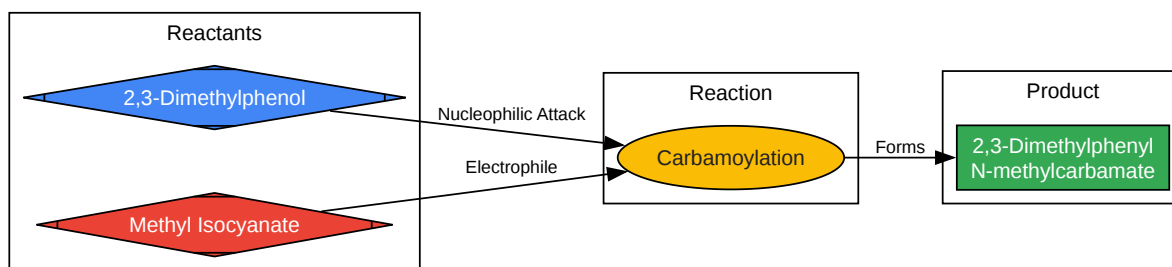 Reactants
2,3-Dimethylphenol
Methyl Isocyanate
Nucleophilic Attack
Electrophile
Reaction
Carbamoylation
Forms
Product
2,3-Dimethylphenyl
N-methylcarbamate